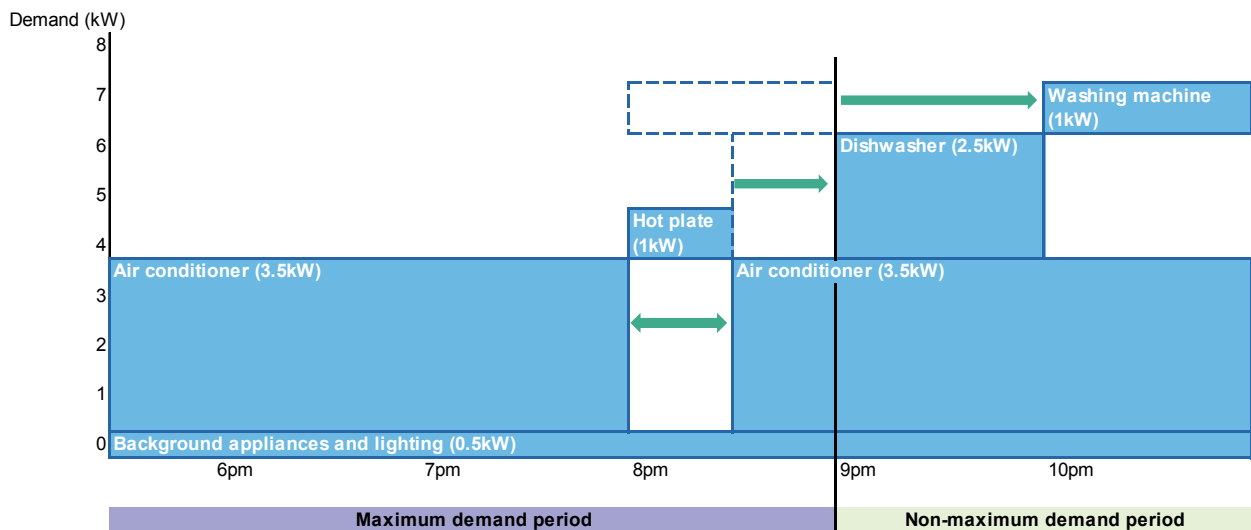 Demand (kW)
8
7
6
5
4
3
2
1
0
Washing machine
(1kW)
Dishwasher (2.5kW)
Hot plate
(1kW)
Air conditioner (3.5kW)
Air conditioner (3.5kW)
Background appliances and lighting (0.5kW)
6pm
7pm
8pm
9pm
10pm
Maximum demand period
Non-maximum demand period